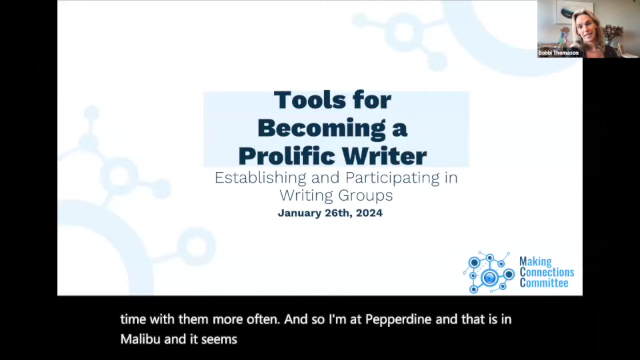 Bobbi Thomason
Tools for
Becoming a
Prolific Writer
Establishing and Participating in
Writing Groups
January 26th, 2024
Making
Connections
Committee
time with them more often. And so I'm at Pepperdine and that is in
Malibu and it seems